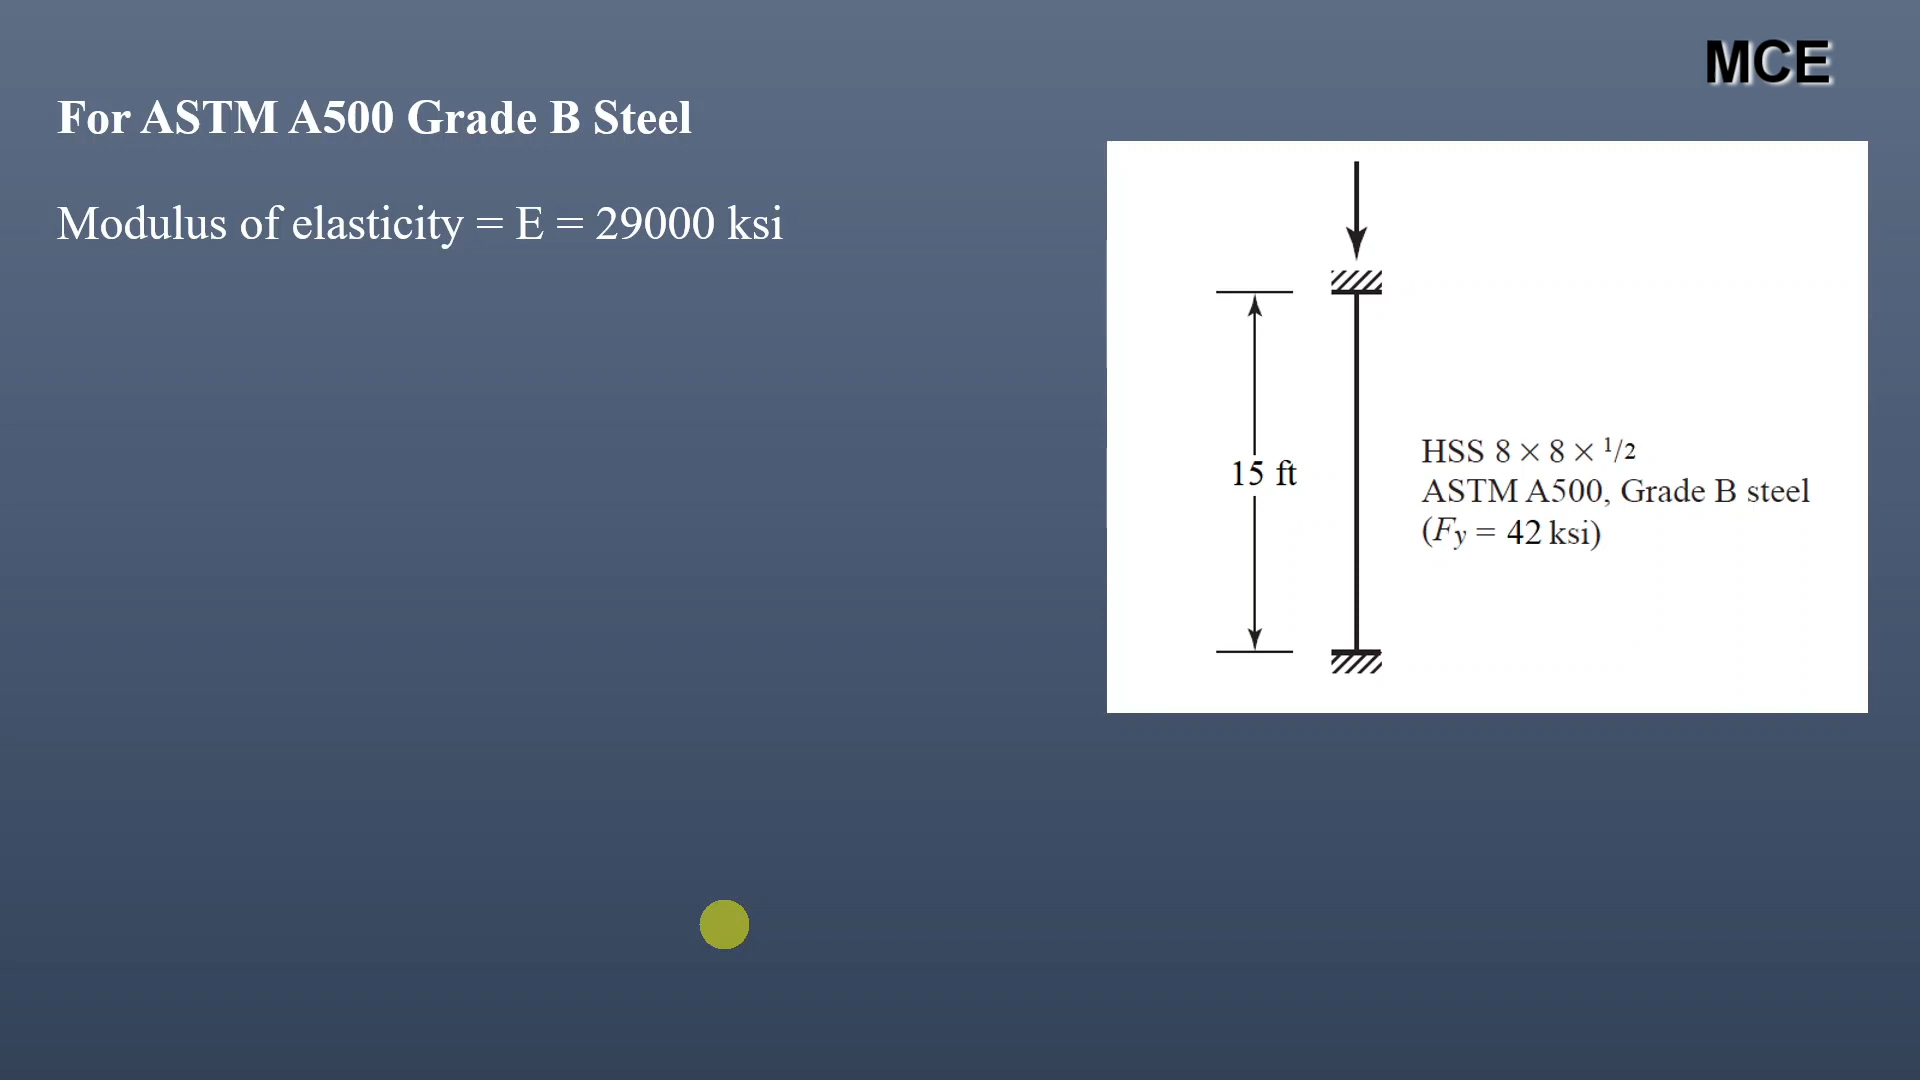 MCE
For ASTM A500 Grade B Steel
Modulus of elasticity = E = 29000 ksi
15 ft
HSS 8 × 8 × 1/2
ASTM A500, Grade B steel
(Fy = 42 ksi)